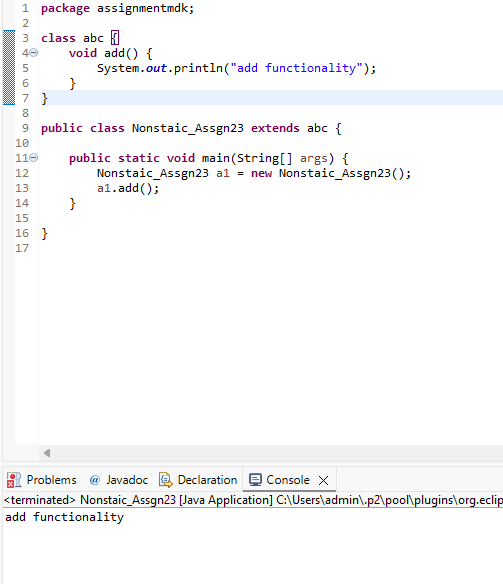 1 package assignmentmdk;
2
3 class abc {
4 void add() {
5 System.out.println("add functionality");
6 }
7 }
8
9 public class Nonstaic_Assgn23 extends abc {
10
11 public static void main(String[] args) {
12 Nonstaic_Assgn23 a1 = new Nonstaic_Assgn23();
13 a1.add();
14 }
15
16 }
17
Problems @ Javadoc Declaration Console
<terminated> Nonstaic_Assgn23 [Java Application] C:\Users\admin\.p2\pool\plugins\org.eclip
add functionality